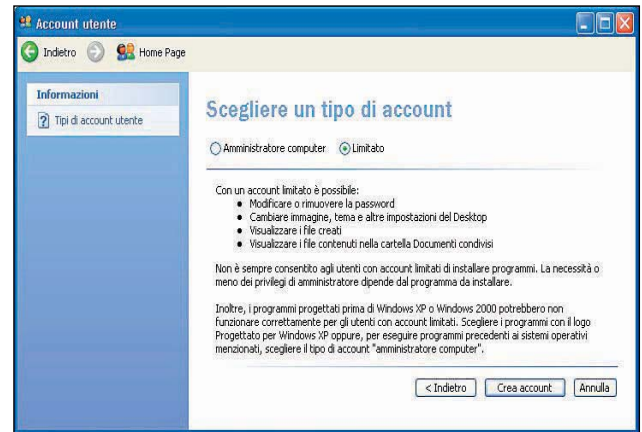 Account utente
Indietro
Home Page
Informazioni
Tipi di account utente
Scegliere un tipo di account
Amministratore computer
Limitato
Con un account limitato è possibile:
• Modificare o rimuovere la password
• Cambiare immagine, tema e altre impostazioni del Desktop
• Visualizzare i file creati
• Visualizzare i file contenuti nella cartella Documenti condivisi
Non è sempre consentito agli utenti con account limitati di installare programmi. La necessità o
meno dei privilegi di amministratore dipende dal programma da installare.
Inoltre, i programmi progettati prima di Windows XP o Windows 2000 potrebbero non
funzionare correttamente per gli utenti con account limitati. Scegliere i programmi con il logo
Progettato per Windows XP oppure, per eseguire programmi precedenti ai sistemi operativi
menzionati, scegliere il tipo di account "amministratore computer".
< Indietro
Crea account
Annulla